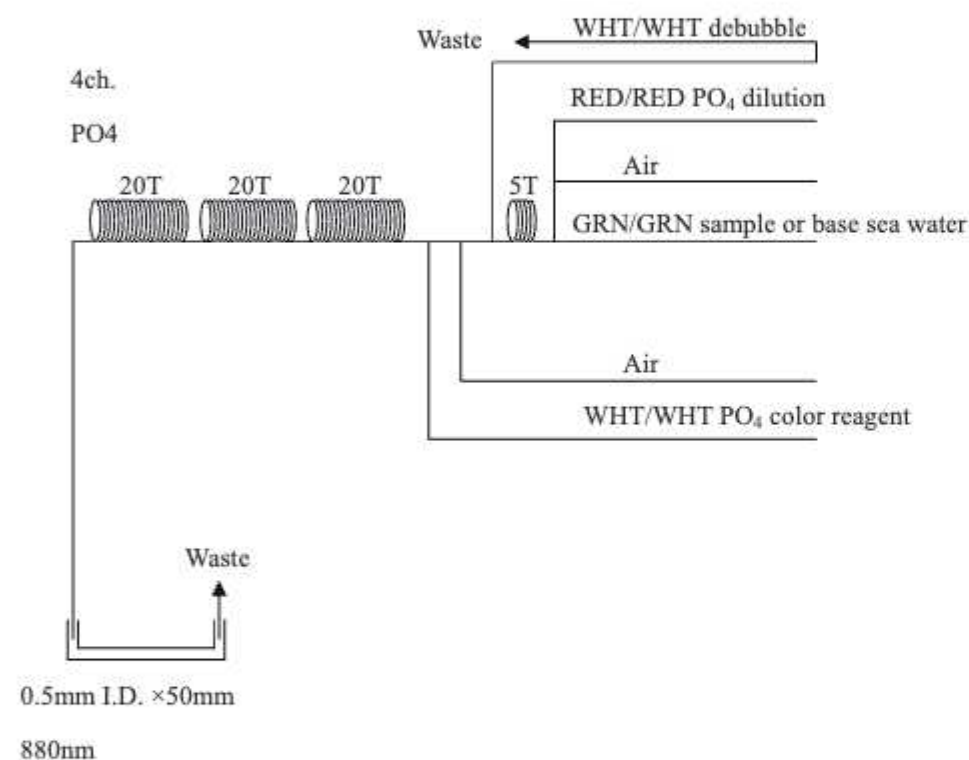 Waste
WHT/WHT debubble
4ch.
RED/RED PO₄ dilution
PO4
Air
20T
20T
20T
5T
GRN/GRN sample or base sea water
Air
WHT/WHT PO₄ color reagent
Waste
0.5mm I.D. ×50mm
880nm